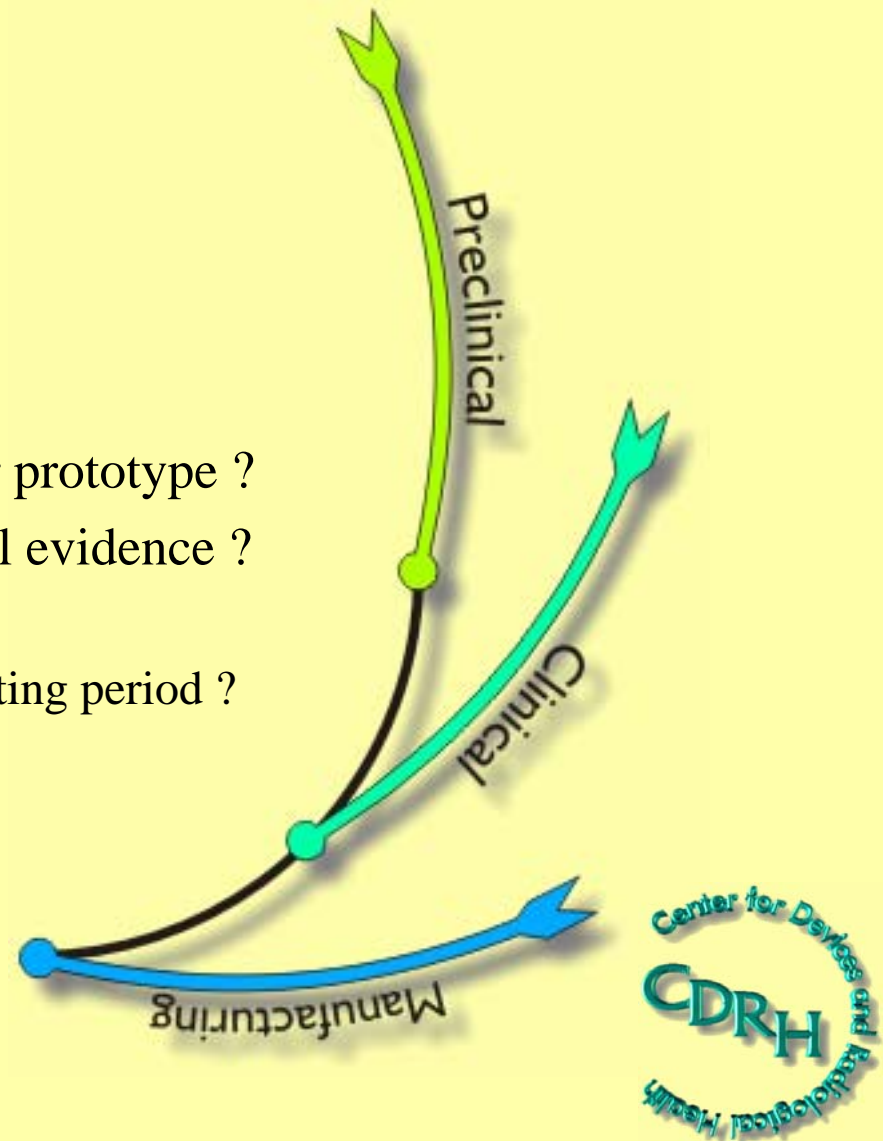 Preclinical
prototype ?
l evidence ?
ting period ?
Clinical
Manufacturing
Center for Devices and Radiological Health
CDRH